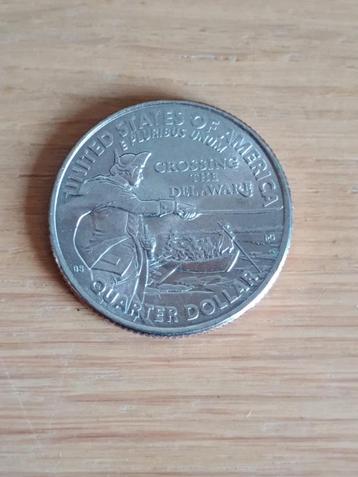 UNITED STATES OF AMERICA
E PLURIBUS UNUM
CROSSING
THE
DELAWARE
QUARTER DOLLAR